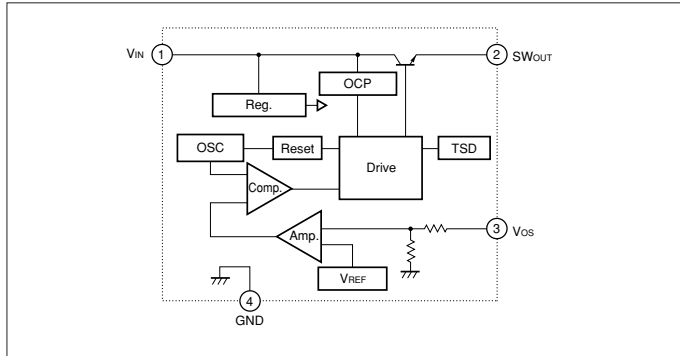 VIN
1
2
SWOUT
OCP
Reg.
OSC
Reset
Drive
TSD
Comp.
Amp.
3
VOS
VREF
4
GND